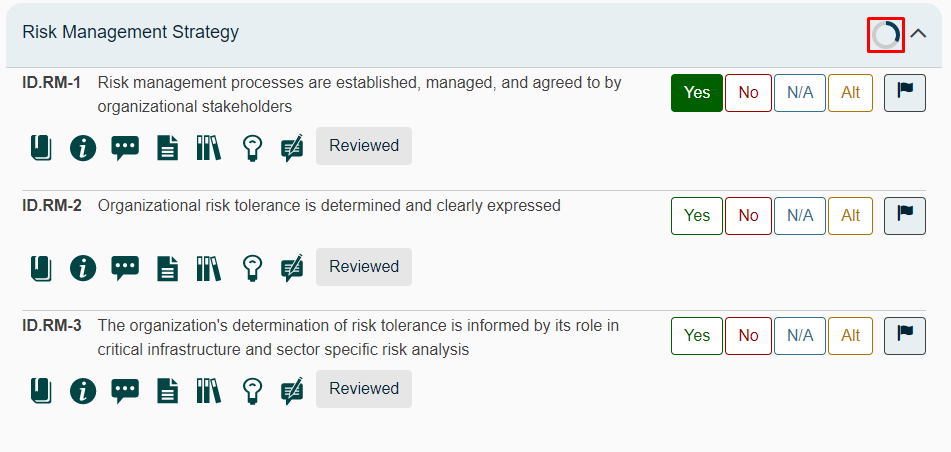 Risk Management Strategy
ID.RM-1 Risk management processes are established, managed, and agreed to by Yes No N/A Alt
organizational stakeholders
Reviewed
ID.RM-2 Organizational risk tolerance is determined and clearly expressed Yes No N/A Alt
Reviewed
ID.RM-3 The organization's determination of risk tolerance is informed by its role in Yes No N/A Alt
critical infrastructure and sector specific risk analysis
Reviewed